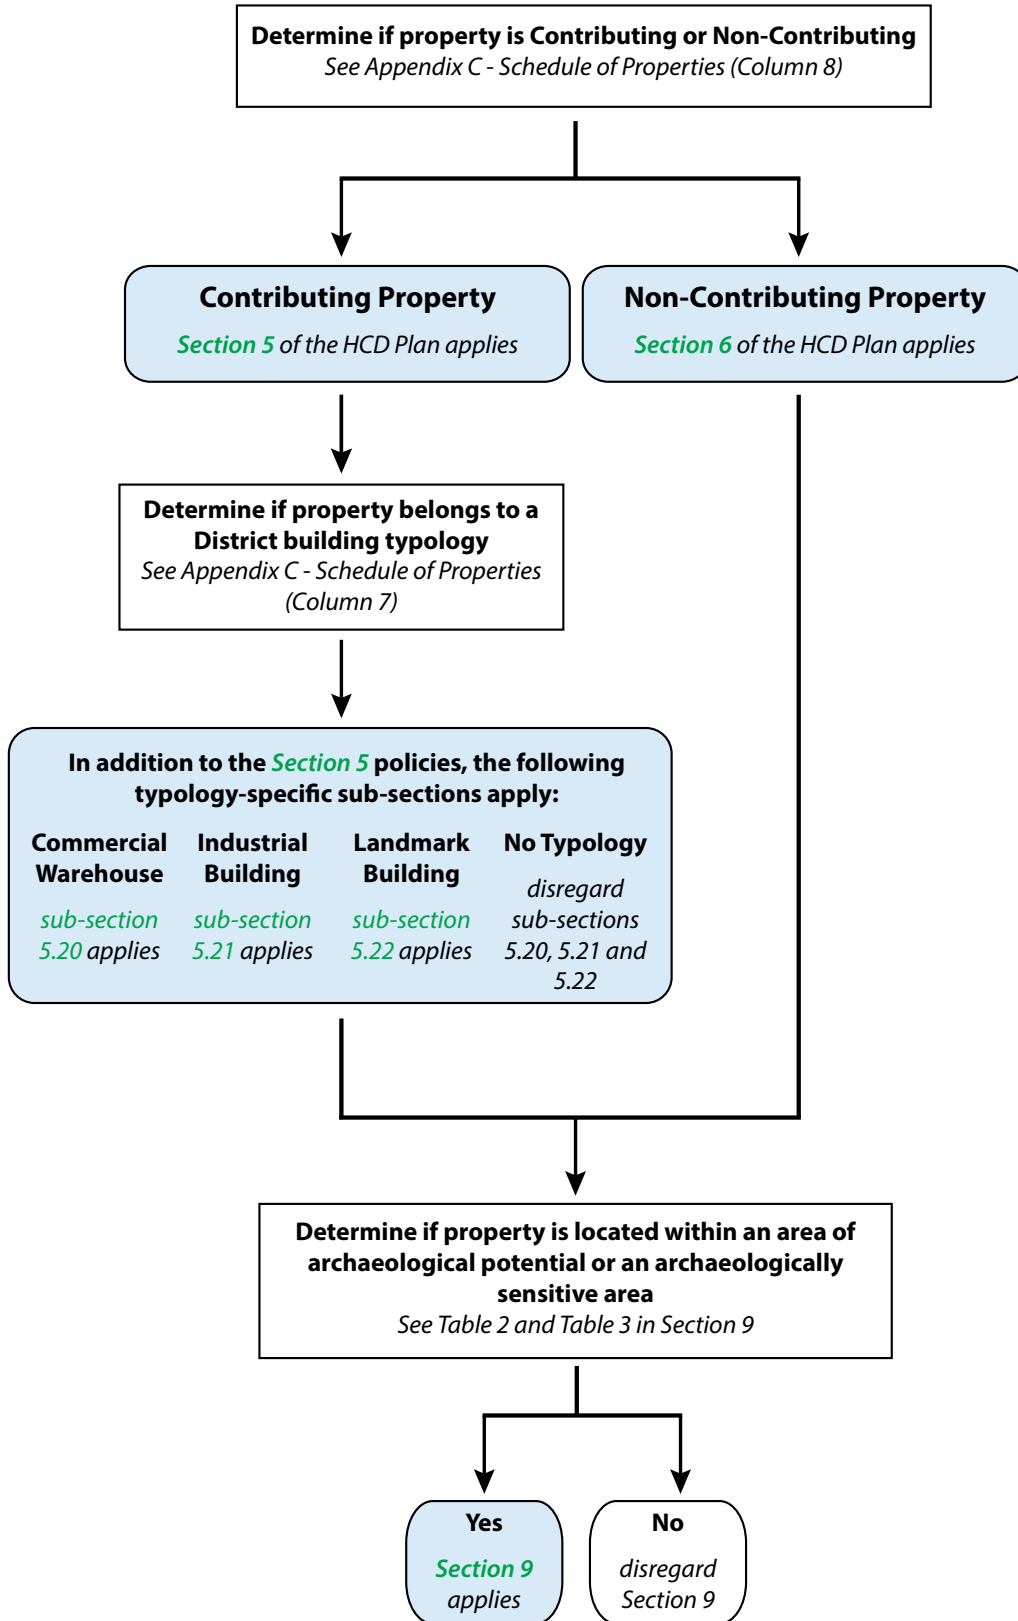 Determine if property is Contributing or Non-Contributing
See Appendix C - Schedule of Properties (Column 8)
Contributing Property
Section 5 of the HCD Plan applies
Non-Contributing Property
Section 6 of the HCD Plan applies
Determine if property belongs to a
District building typology
See Appendix C - Schedule of Properties
(Column 7)
In addition to the Section 5 policies, the following
typology-specific sub-sections apply:
Commercial
Warehouse
sub-section
5.20 applies
Industrial
Building
sub-section
5.21 applies
Landmark
Building
sub-section
5.22 applies
No Typology
disregard
sub-sections
5.20, 5.21 and
5.22
Determine if property is located within an area of
archaeological potential or an archaeologically
sensitive area
See Table 2 and Table 3 in Section 9
Yes
Section 9
applies
No
disregard
Section 9